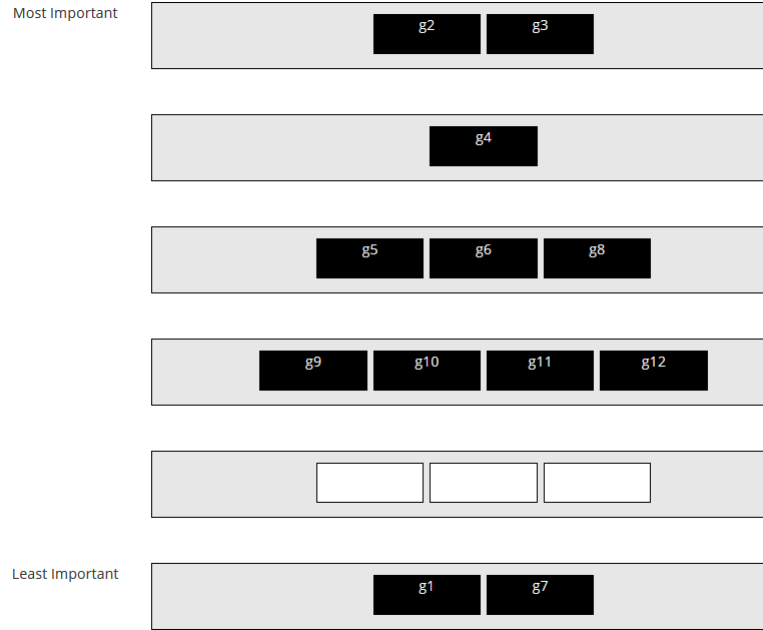 Most Important
g2 g3
g4
g5 g6 g8
g9 g10 g11 g12
Least Important
g1 g7